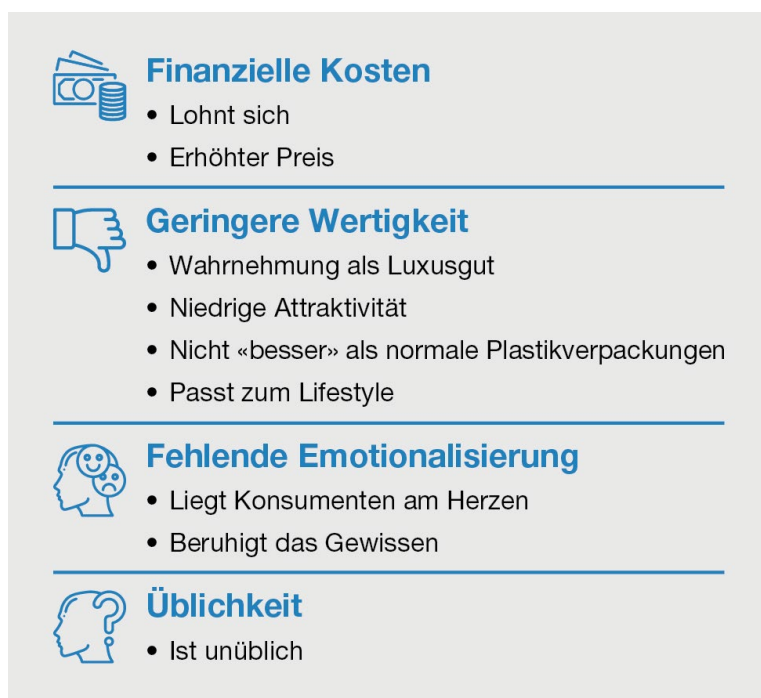 Finanzielle Kosten
• Lohnt sich
• Erhöhter Preis
Geringere Wertigkeit
• Wahrnehmung als Luxusgut
• Niedrige Attraktivität
• Nicht «besser» als normale Plastikverpackungen
• Passt zum Lifestyle
Fehlende Emotionalisierung
• Liegt Konsumenten am Herzen
• Beruhigt das Gewissen
Üblichkeit
• Ist unüblich